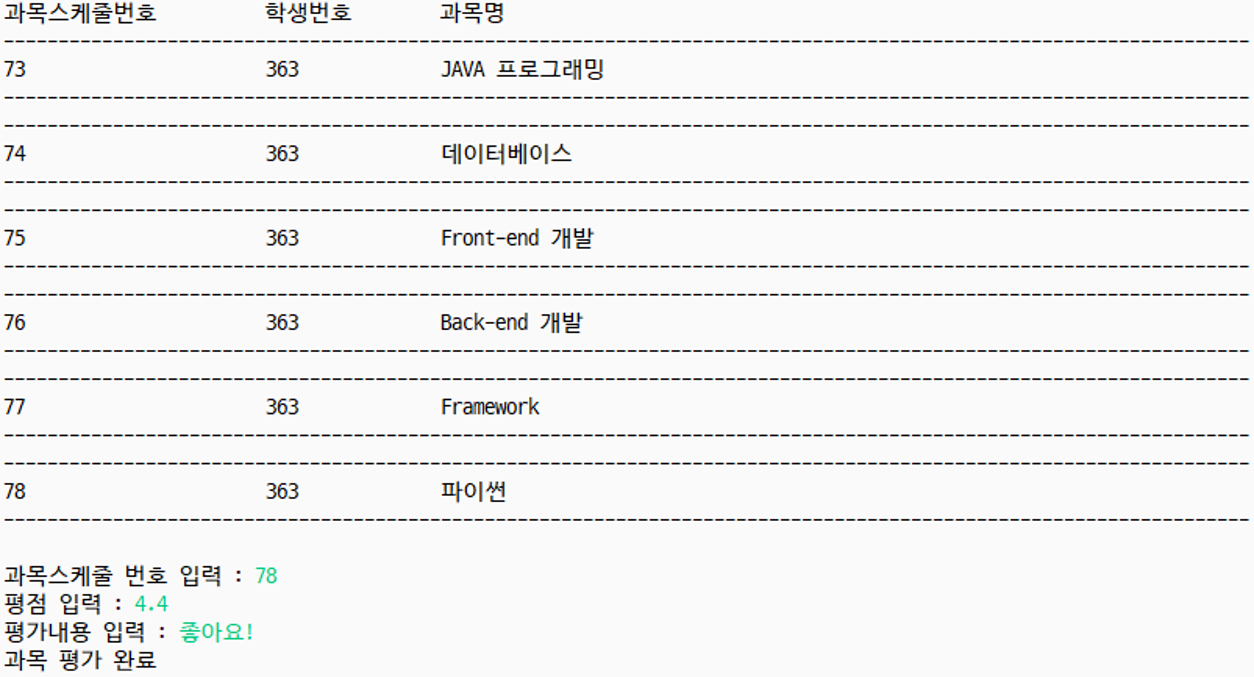 과목스케줄번호 학생번호 과목명
--------------------------------------------------------------------------------------------------------------
73 363 JAVA 프로그래밍
--------------------------------------------------------------------------------------------------------------
--------------------------------------------------------------------------------------------------------------
74 363 데이터베이스
--------------------------------------------------------------------------------------------------------------
--------------------------------------------------------------------------------------------------------------
75 363 Front-end 개발
--------------------------------------------------------------------------------------------------------------
--------------------------------------------------------------------------------------------------------------
76 363 Back-end 개발
--------------------------------------------------------------------------------------------------------------
--------------------------------------------------------------------------------------------------------------
77 363 Framework
--------------------------------------------------------------------------------------------------------------
--------------------------------------------------------------------------------------------------------------
78 363 파이썬
--------------------------------------------------------------------------------------------------------------
과목스케줄 번호 입력 : 78
평점 입력 : 4.4
평가내용 입력 : 좋아요!
과목 평가 완료